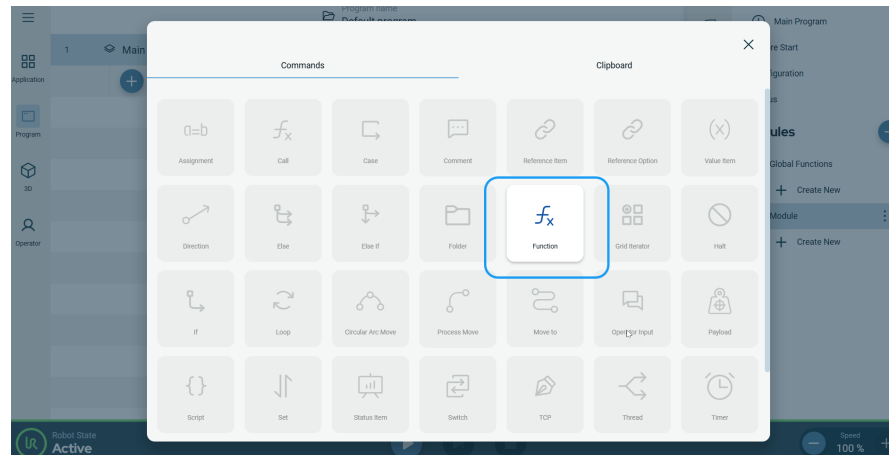 Program name
Default program
Main Program
1
Main
Application
Program
3D
Operator
Commands
Clipboard
a=b
fx
(x)
Assignment
Call
Case
Comment
Reference Item
Reference Option
Value Item
fx
Direction
Else
Else If
Folder
Function
Grid Iterator
Halt
If
Loop
Circular Arc Move
Process Move
Move to
Operator Input
Payload
{ }
Script
Set
Status Item
Switch
TCP
Thread
Timer
re Start
iguration
us
ules
Global Functions
Create New
Module
Create New
UR
Robot State
Active
Speed
100 %